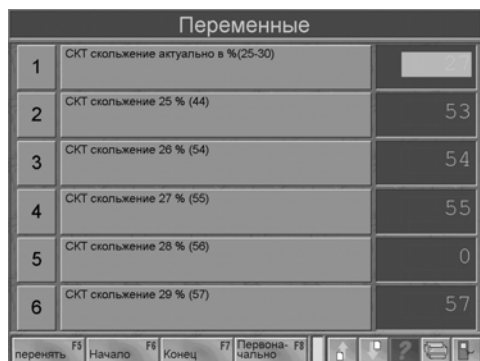 Переменные
1 СКТ скольжение актуально в %(25-30) 27
2 СКТ скольжение 25 % (44) 53
3 СКТ скольжение 26 % (54) 54
4 СКТ скольжение 27 % (55) 55
5 СКТ скольжение 28 % (56) 0
6 СКТ скольжение 29 % (57) 57
перенять F5 Начало F6 Конец F7 Первона- F8
чально ?